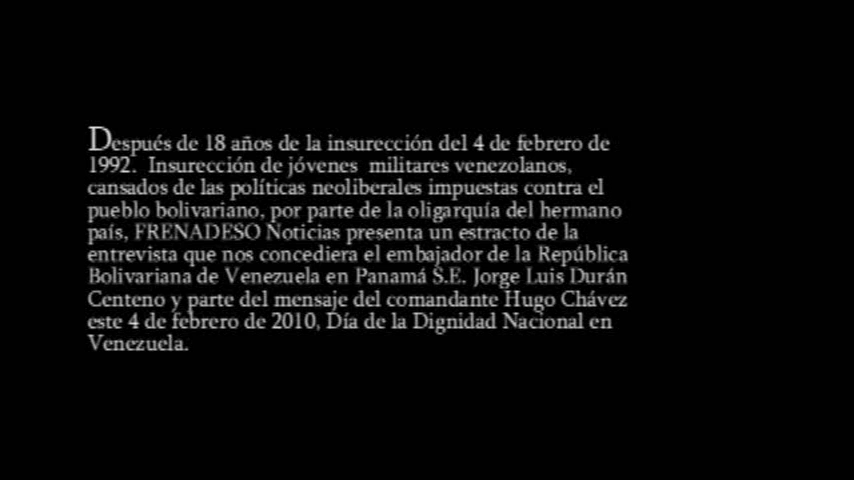 Después de 18 años de la insurección del 4 de febrero de
1992.  Insurección de jóvenes  militares venezolanos,
cansados de las políticas neoliberales impuestas contra el
pueblo bolivariano, por parte de la oligarquía del hermano
país, FRENADESO Noticias presenta un estracto de la
entrevista que nos concediera el embajador de la República
Bolivariana de Venezuela en Panamá S.E. Jorge Luis Durán
Centeno y parte del mensaje del comandante Hugo Chávez
este 4 de febrero de 2010, Día de la Dignidad Nacional en
Venezuela.